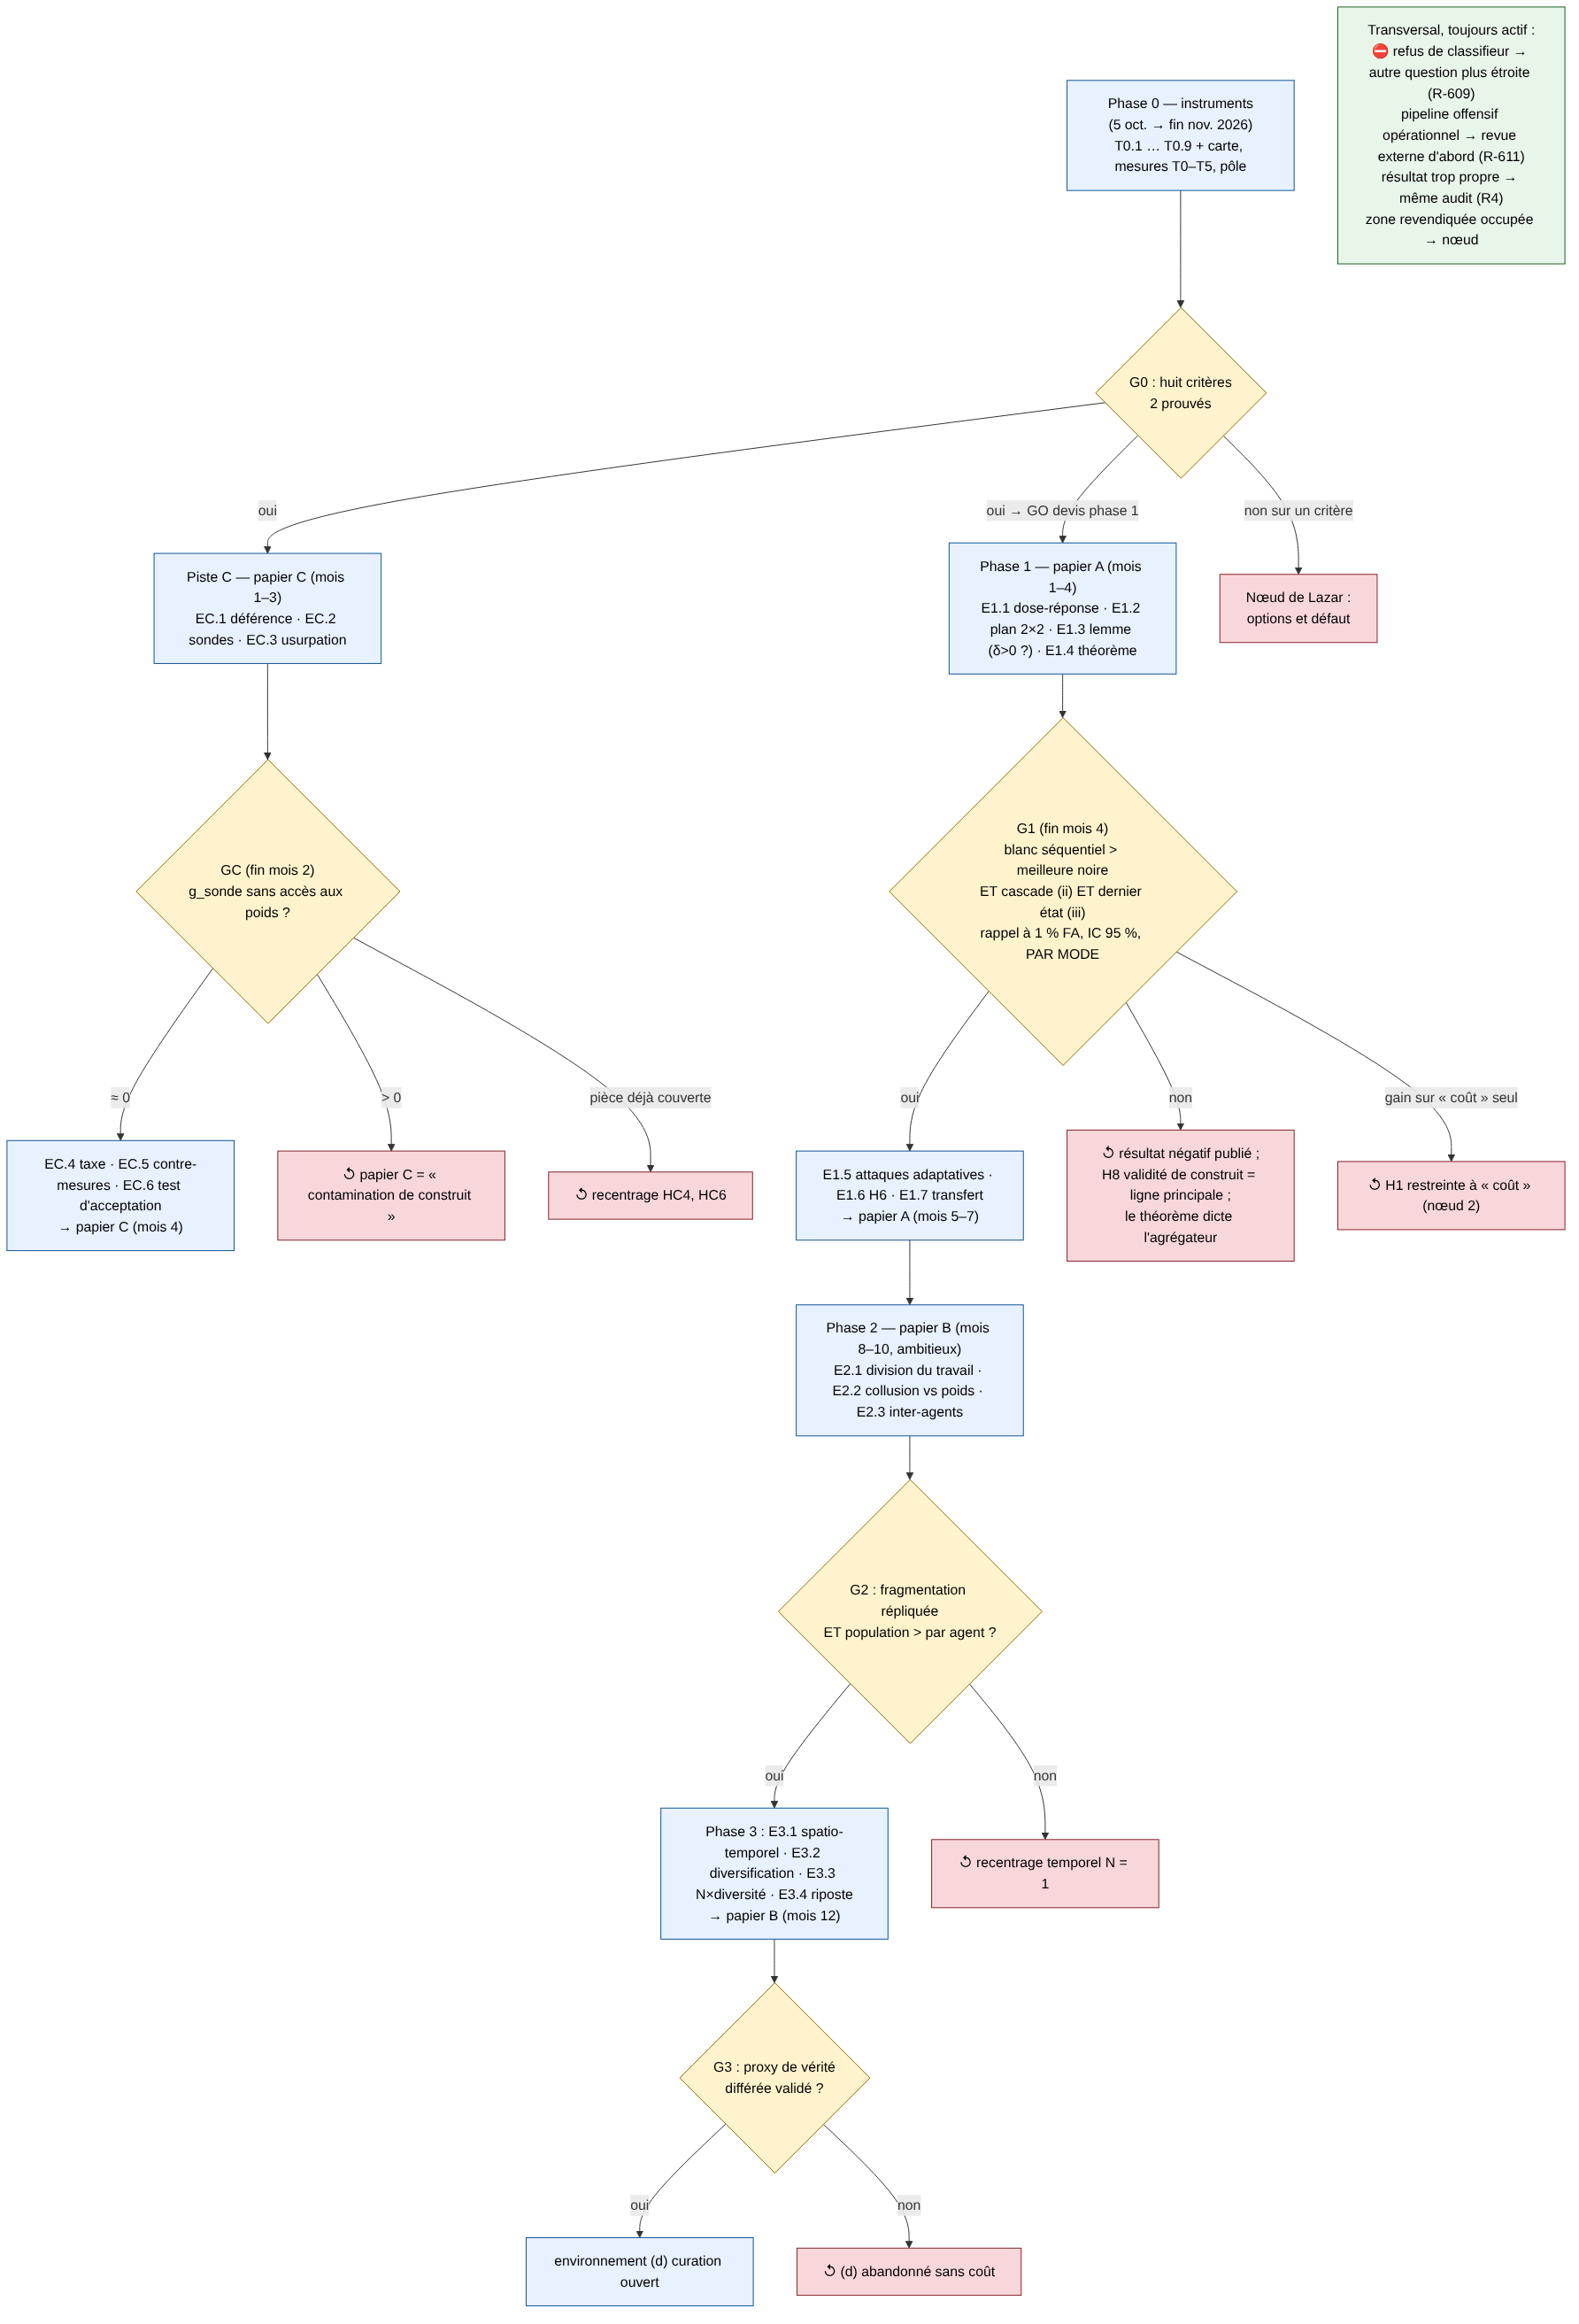 Transversal, toujours actif :
⛔ refus de classifieur →
autre question plus étroite
(R-609)
pipeline offensif
opérationnel → revue
externe d'abord (R-611)
résultat trop propre →
même audit (R4)
zone revendiquée occupée
→ nœud
Phase 0 — instruments
(5 oct. → fin nov. 2026)
T0.1 … T0.9 + carte,
mesures T0–T5, pôle
G0 : huit critères
2 prouvés
oui
oui → GO devis phase 1
non sur un critère
Piste C — papier C (mois
1–3)
EC.1 déférence · EC.2
sondes · EC.3 usurpation
Phase 1 — papier A (mois
1–4)
E1.1 dose-réponse · E1.2
plan 2×2 · E1.3 lemme
(δ>0 ?) · E1.4 théorème
Nœud de Lazar :
options et défaut
GC (fin mois 2)
g_sonde sans accès aux
poids ?
G1 (fin mois 4)
blanc séquentiel >
meilleure noire
ET cascade (ii) ET dernier
état (iii)
rappel à 1 % FA, IC 95 %,
PAR MODE
≈ 0
> 0
pièce déjà couverte
oui
non
gain sur « coût » seul
EC.4 taxe · EC.5 contre-
mesures · EC.6 test
d'acceptation
→ papier C (mois 4)
↺ papier C = «
contamination de construit
»
↺ recentrage HC4, HC6
E1.5 attaques adaptatives ·
E1.6 H6 · E1.7 transfert
→ papier A (mois 5–7)
↺ résultat négatif publié ;
H8 validité de construit =
ligne principale ;
le théorème dicte
l'agrégateur
↺ H1 restreinte à « coût »
(nœud 2)
Phase 2 — papier B (mois
8–10, ambitieux)
E2.1 division du travail ·
E2.2 collusion vs poids ·
E2.3 inter-agents
G2 : fragmentation
répliquée
ET population > par agent ?
oui
non
Phase 3 : E3.1 spatio-
temporel · E3.2
diversification · E3.3
N×diversité · E3.4 riposte
→ papier B (mois 12)
↺ recentrage temporel N =
1
G3 : proxy de vérité
différée validé ?
oui
non
environnement (d) curation
ouvert
↺ (d) abandonné sans coût